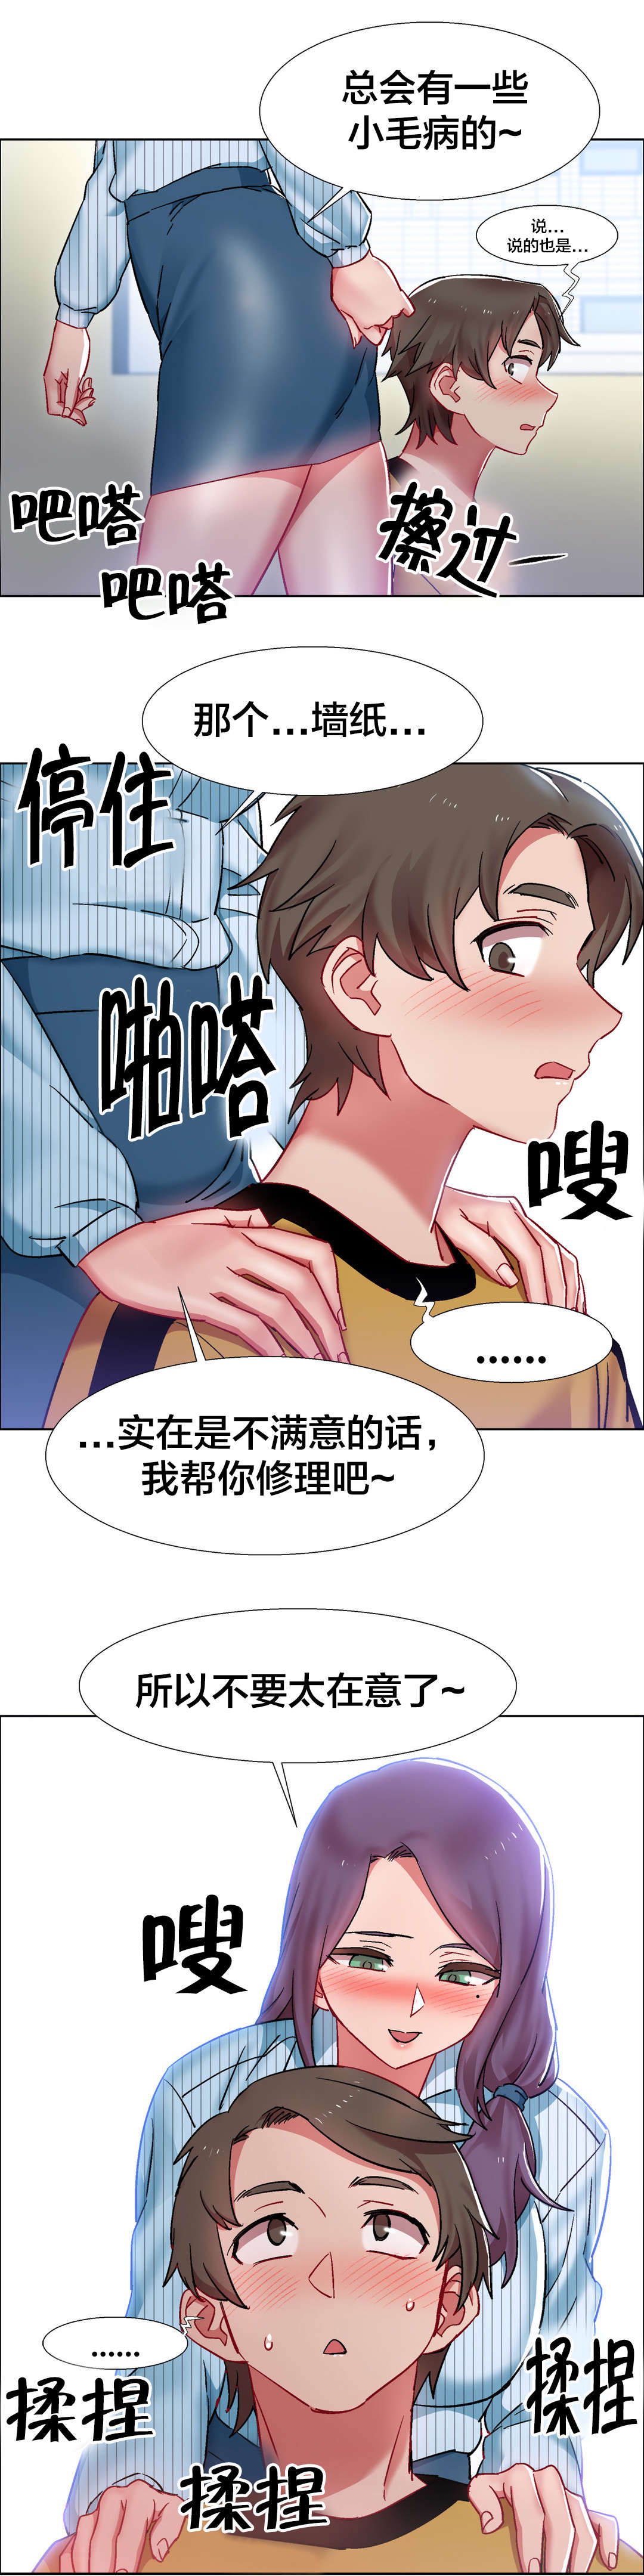 总会有一些
小毛病的~
说...
说的也是...
吧嗒
吧嗒
擦过
那个...墙纸...
停住
啪嗒
嗖
......
...实在是不满意的话，
我帮你修理吧~
所以不要太在意了~
嗖
......
揉捏
揉捏
揉捏